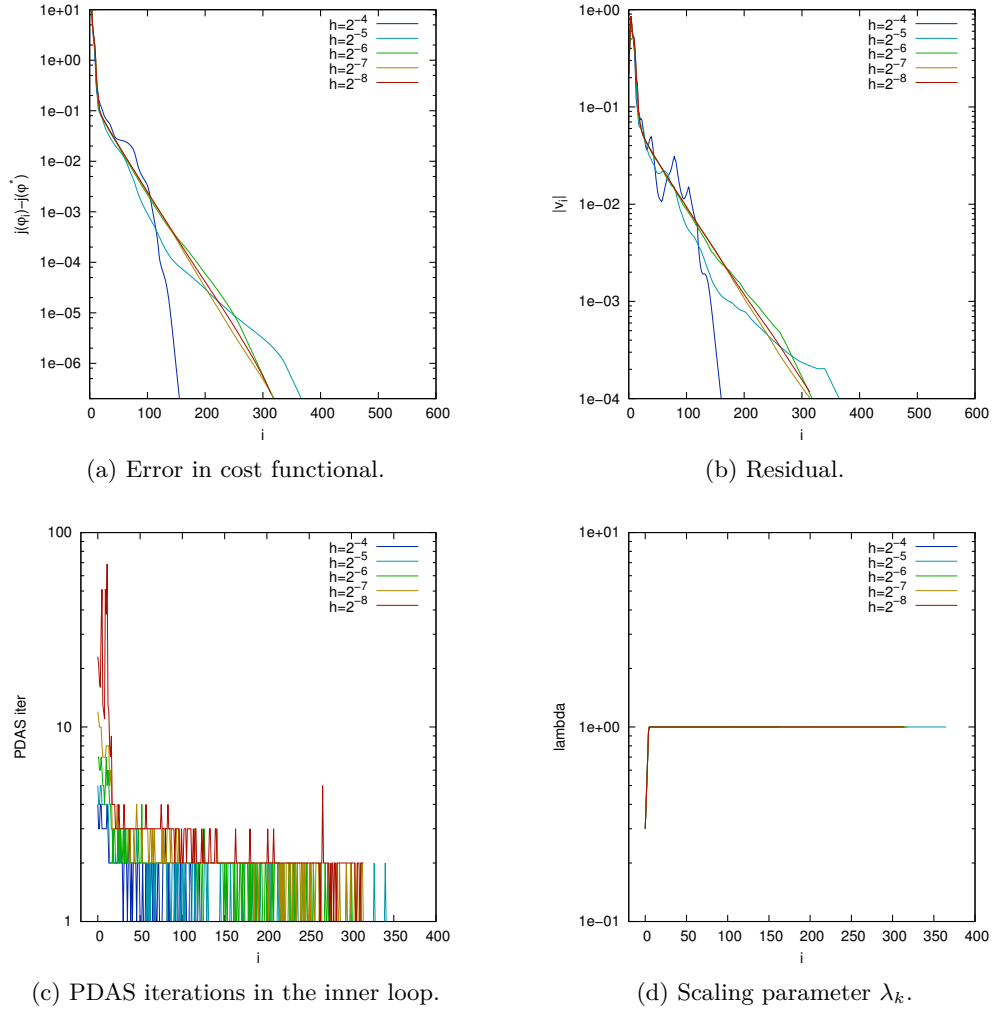 1e+00
1e-01
1e-02
1e-03
1e-04
1e-05
1e-06
j(φᵢ)-j(φ*
0 100 200 300 400 500 600
i
h=2⁻⁴
h=2⁻⁵
h=2⁻⁶
h=2⁻⁷
h=2⁻⁸
(a) Error in cost functional.
1e+00
1e-01
1e-02
1e-03
1e-04
|vᵢ|
0 100 200 300 400 500 600
i
h=2⁻⁴
h=2⁻⁵
h=2⁻⁶
h=2⁻⁷
h=2⁻⁸
(b) Residual.
100
10
1
PDAS iter
0 50 100 150 200 250 300 350 400
i
h=2⁻⁴
h=2⁻⁵
h=2⁻⁶
h=2⁻⁷
h=2⁻⁸
(c) PDAS iterations in the inner loop.
1e+01
1e+00
1e-01
lambda
0 50 100 150 200 250 300 350 400
i
h=2⁻⁴
h=2⁻⁵
h=2⁻⁶
h=2⁻⁷
h=2⁻⁸
(d) Scaling parameter λₖ.